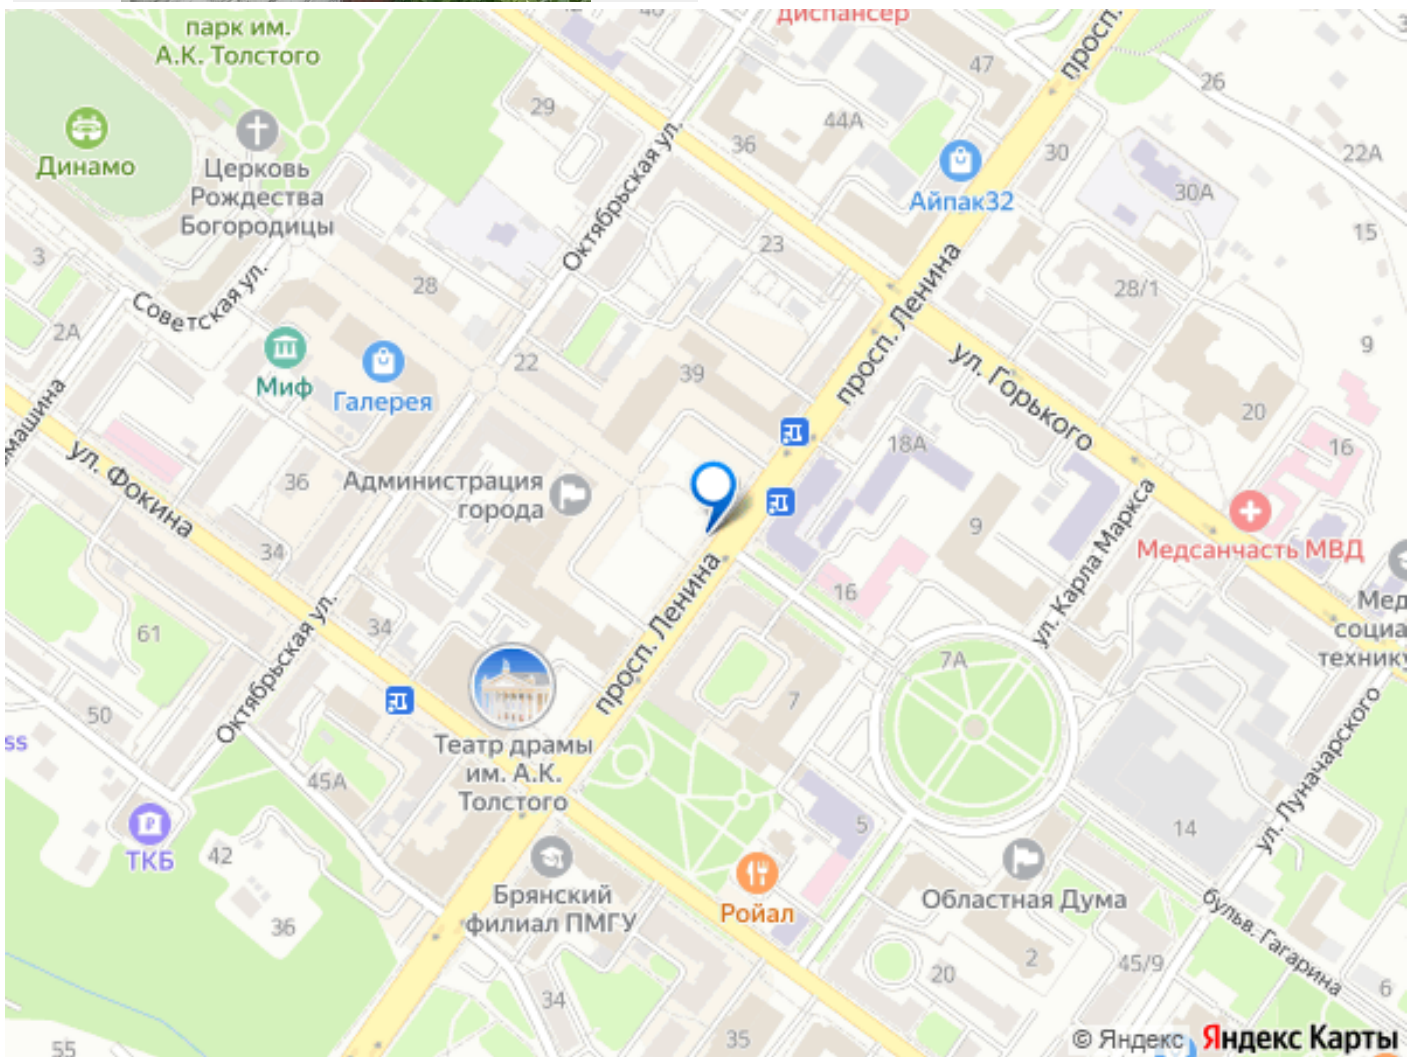 диспансер
парк им.
А.К. Толстого
просп.
47
26
29
44А
Динамо
Церковь
Рождества
Богородицы
36
30
22А
Айпак32
30А
Октябрьская ул.
15
3
23
28
28/1
Советская ул.
2А
просп. Ленина
9
Миф
Галерея
22
39
ул. Горького
20
машина
18А
16
ул. Фокина
36
Администрация
города
9
Медсанчасть МВД
34
просп. Ленина
16
ул. Карла Маркса
Мед
социа
технику
61
34
Октябрьская ул.
7А
7
50
ss
Театр драмы
им. А.К.
Толстого
45А
ул. Луначарского
ТКБ
42
5
14
36
Брянский
филиал ПМГУ
Ройал
Областная Дума
бульв. Гагарина
34
20
2
45/9
6
55
35
© Яндекс Яндекс Карты